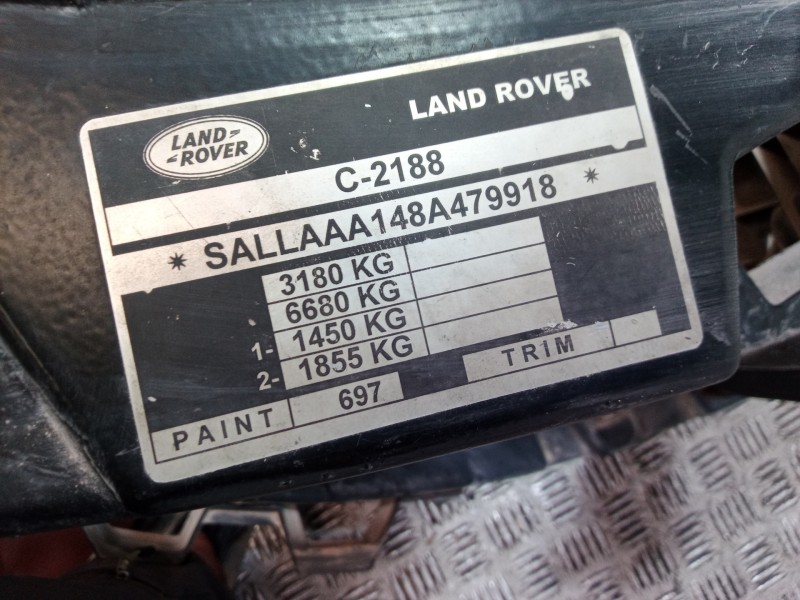 LAND ROVER
LAND ROVER
C-2188
* SALLAAA148A479918 *
3180 KG
6680 KG
1- 1450 KG
2- 1855 KG
PAINT 697 TRIM